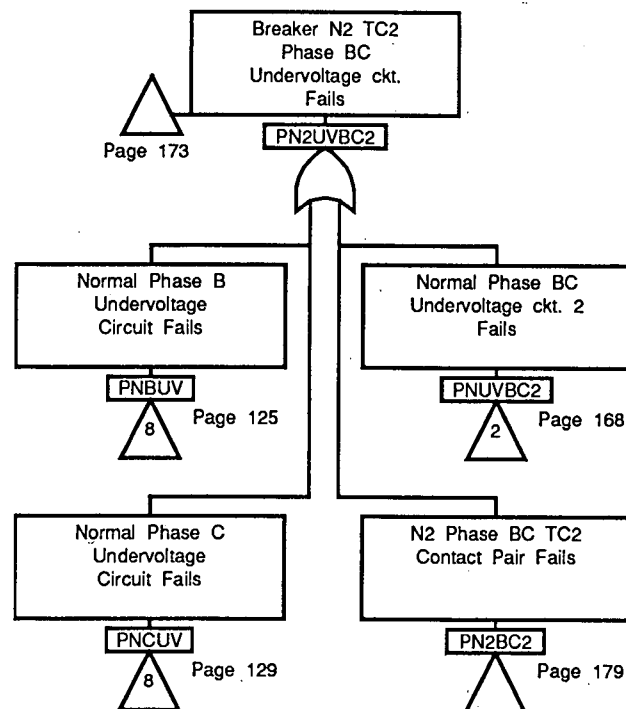 Breaker N2 TC2
Phase BC
Undervoltage ckt.
Fails
Page 173
PN2UVBC2
Normal Phase B
Undervoltage
Circuit Fails
PNBUV
8
Page 125
Normal Phase BC
Undervoltage ckt. 2
Fails
PNUVBC2
2
Page 168
Normal Phase C
Undervoltage
Circuit Fails
PNCUV
8
Page 129
N2 Phase BC TC2
Contact Pair Fails
PN2BC2
Page 179